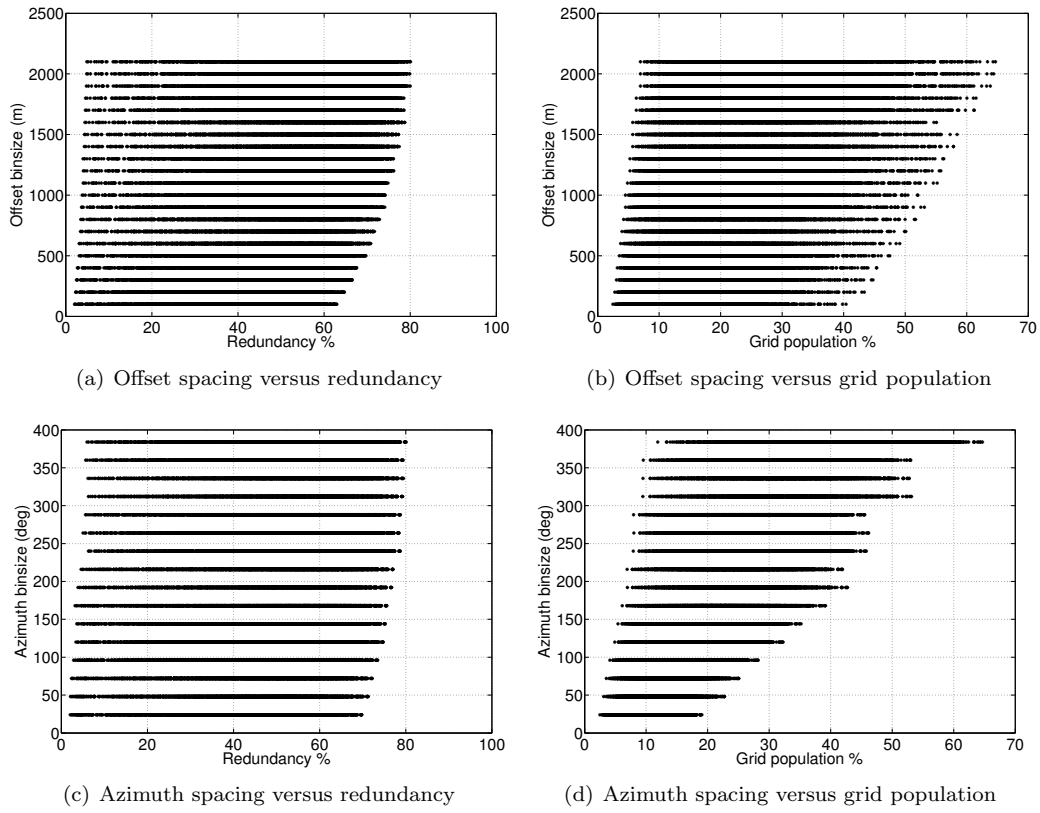 2500
2000
1500
1000
500
0
0 20 40 60 80 100
Offset binsize (m)
Redundancy %
(a) Offset spacing versus redundancy
2500
2000
1500
1000
500
0
0 10 20 30 40 50 60 70
Offset binsize (m)
Grid population %
(b) Offset spacing versus grid population
400
350
300
250
200
150
100
50
0
0 20 40 60 80 100
Azimuth binsize (deg)
Redundancy %
(c) Azimuth spacing versus redundancy
400
350
300
250
200
150
100
50
0
0 10 20 30 40 50 60 70
Azimuth binsize (deg)
Grid population %
(d) Azimuth spacing versus grid population